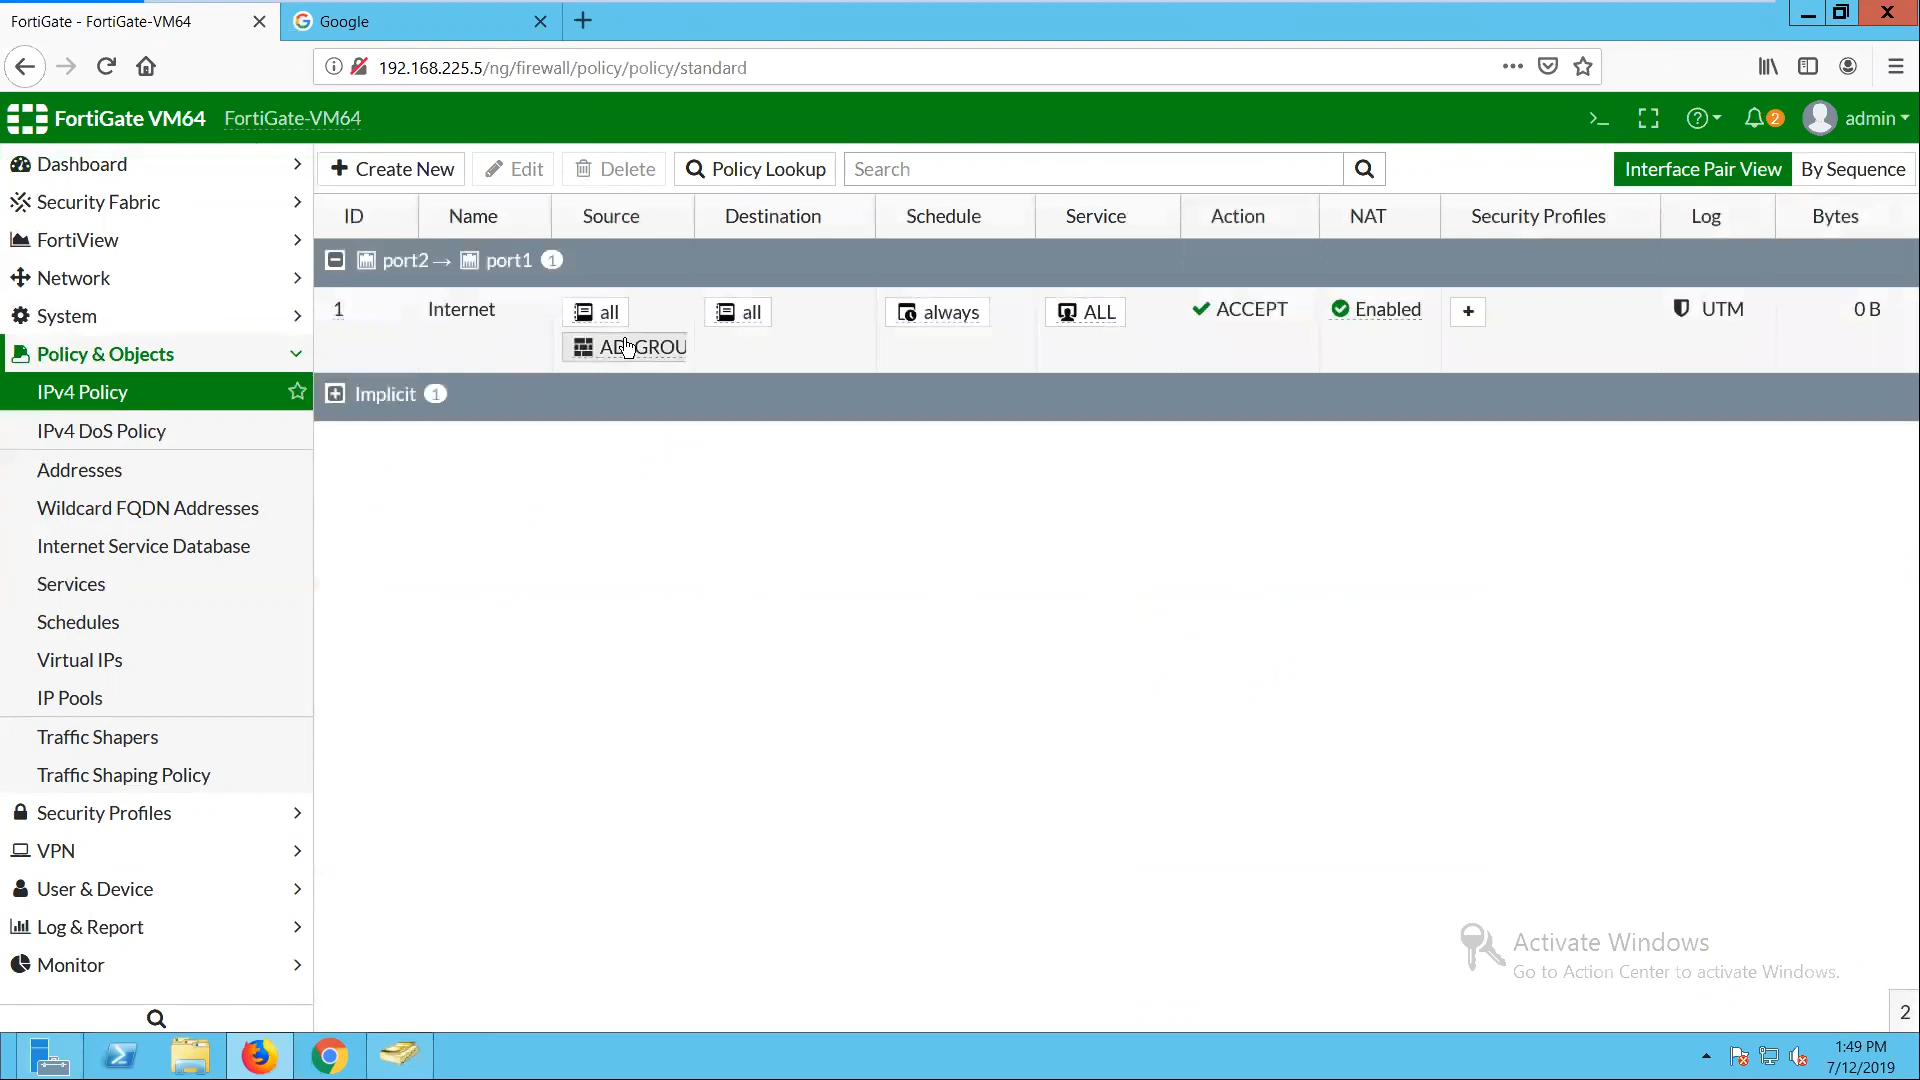 FortiGate - FortiGate-VM64
Google
192.168.225.5/ng/firewall/policy/policy/standard
FortiGate VM64 FortiGate-VM64
2 admin
Dashboard
Security Fabric
FortiView
Network
System
Policy & Objects
IPv4 Policy
IPv4 DoS Policy
Addresses
Wildcard FQDN Addresses
Internet Service Database
Services
Schedules
Virtual IPs
IP Pools
Traffic Shapers
Traffic Shaping Policy
Security Profiles
VPN
User & Device
Log & Report
Monitor
Create New Edit Delete Policy Lookup Search Interface Pair View By Sequence
ID Name Source Destination Schedule Service Action NAT Security Profiles Log Bytes
port2 → port1 1
1 Internet all all always ALL ACCEPT Enabled + UTM 0 B
Implicit 1
Activate Windows
Go to Action Center to activate Windows.
2
1:49 PM
7/12/2019